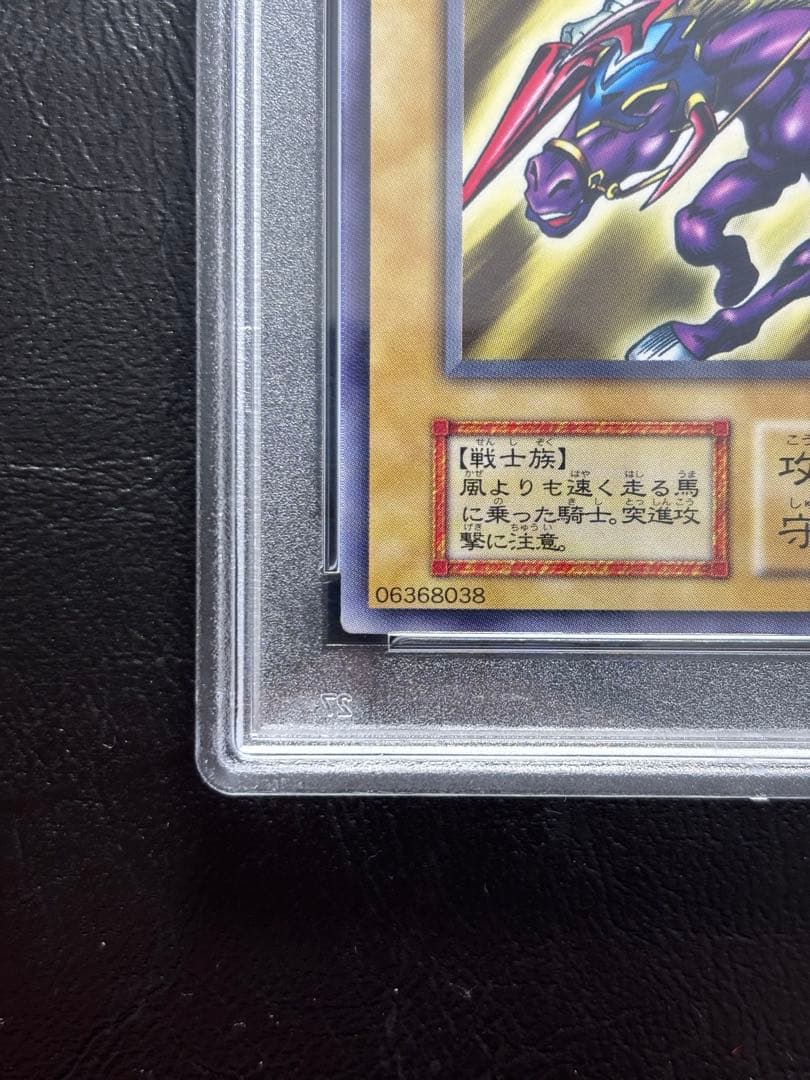 【戦士族】
風よりも速く走る馬
に乗った騎士。突進攻
撃に注意。
攻
守
06368038